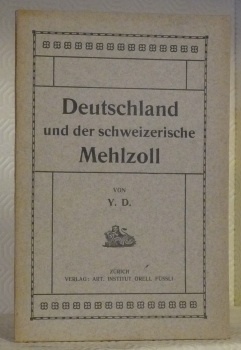 Deutschland
und der schweizerische
Mehlzoll
VON
Y. D.
ZÜRICH
VERLAG: ART. INSTITUT ORELL FÜSSLI